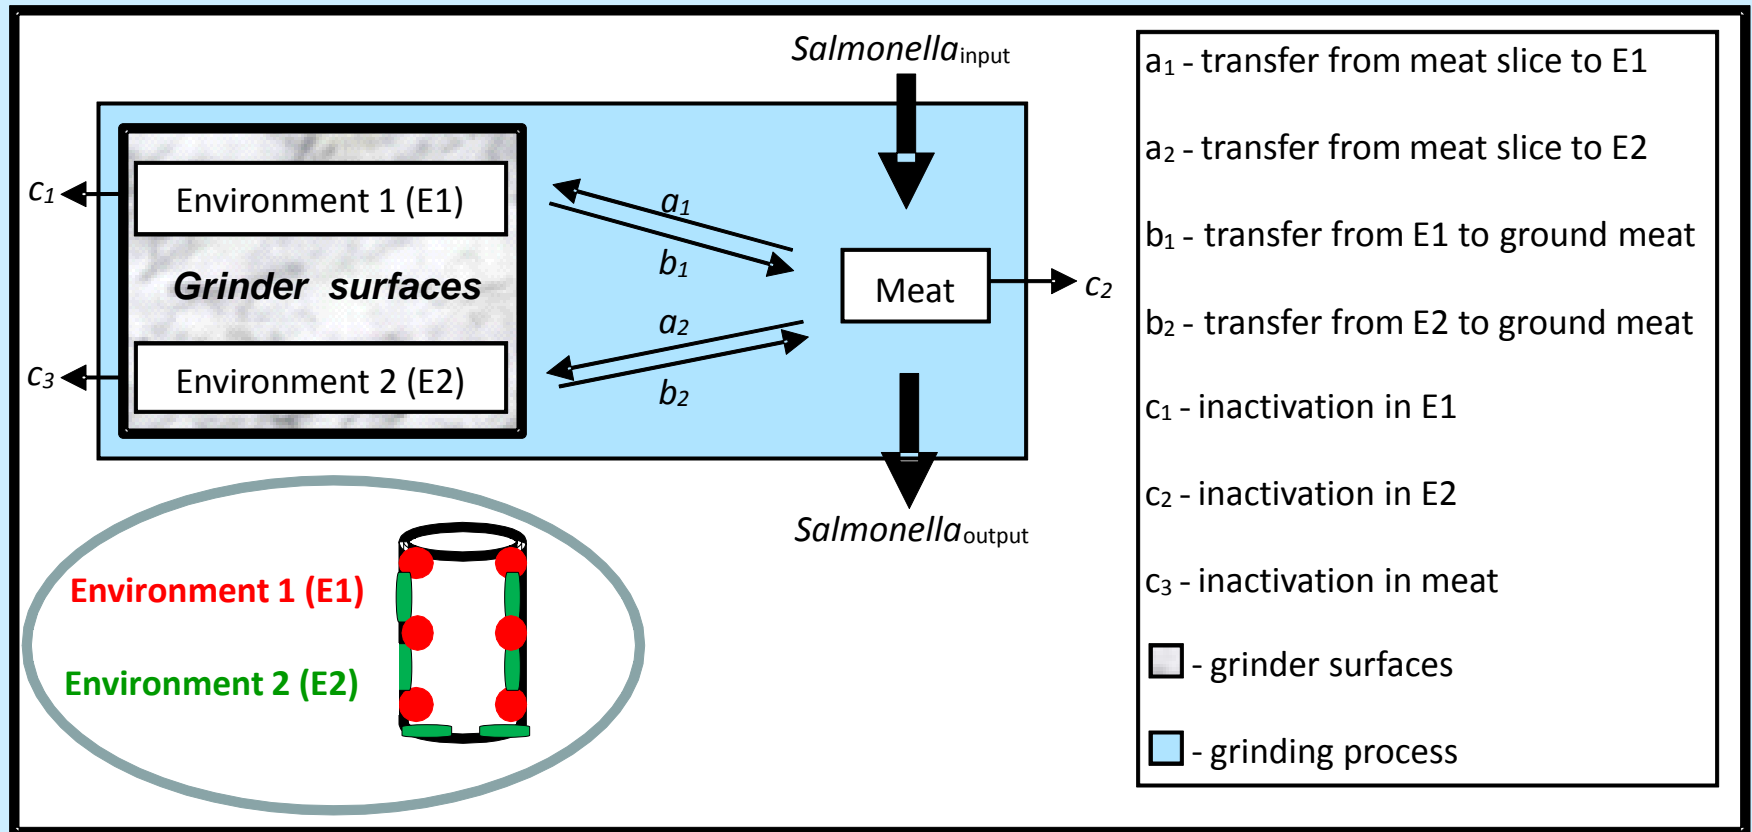 Salmonellainput
c1
Environment 1 (E1)
a1
b1
Grinder surfaces
Meat
c2
a2
c3
Environment 2 (E2)
b2
Salmonellaoutput
Environment 1 (E1)
Environment 2 (E2)
a1 - transfer from meat slice to E1
a2 - transfer from meat slice to E2
b1 - transfer from E1 to ground meat
b2 - transfer from E2 to ground meat
c1 - inactivation in E1
c2 - inactivation in E2
c3 - inactivation in meat
- grinder surfaces
- grinding process